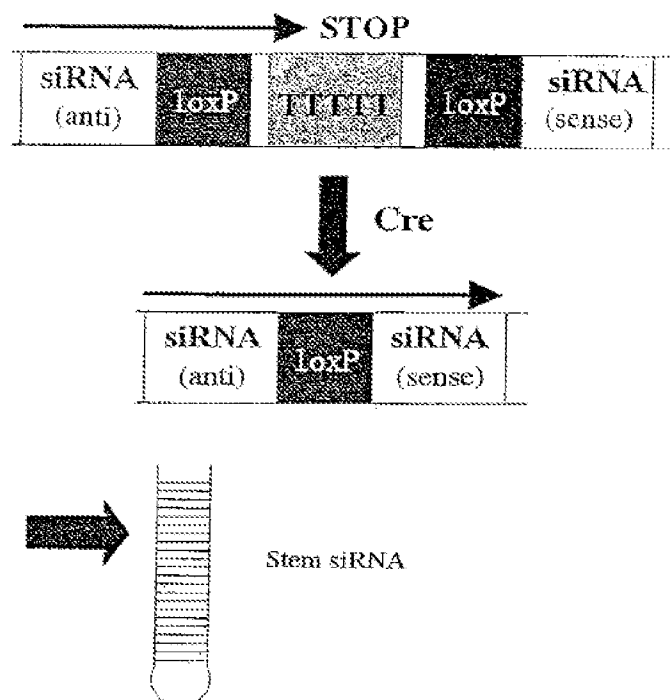 STOP
siRNA (anti) loxP TTTTT loxP siRNA (sense)
Cre
siRNA (anti) loxP siRNA (sense)
Stem siRNA